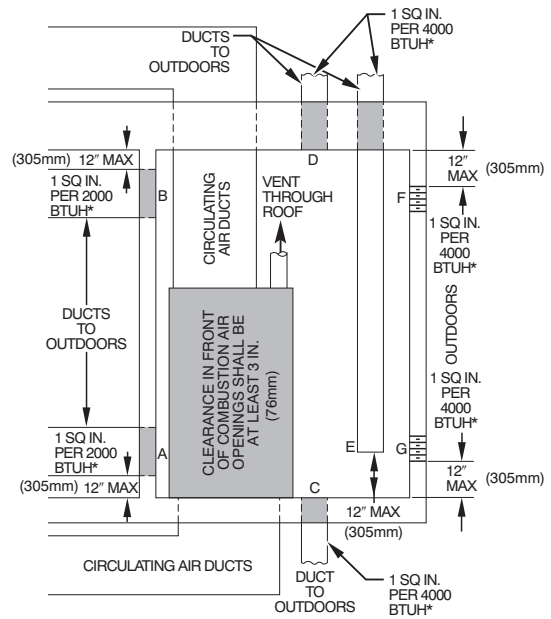 1 SQ IN.
PER 4000
BTUH*
DUCTS
TO
OUTDOORS
D
12" MAX
(305mm)
1 SQ IN.
PER 2000
BTUH*
B
CIRCULATING
AIR DUCTS
VENT
THROUGH
ROOF
12"
MAX
(305mm)
F
1 SQ IN.
PER
4000
BTUH*
DUCTS
TO
OUTDOORS
CLEARANCE IN FRONT
OF COMBUSTION AIR
OPENINGS SHALL BE
AT LEAST 3 IN.
(76mm)
OUTDOORS
1 SQ IN.
PER
4000
BTUH*
1 SQ IN.
PER 2000
BTUH*
A
E
G
(305mm)
12" MAX
C
12" MAX
(305mm)
12"
MAX
(305mm)
CIRCULATING AIR DUCTS
DUCT
TO
OUTDOORS
1 SQ IN.
PER 4000
BTUH*